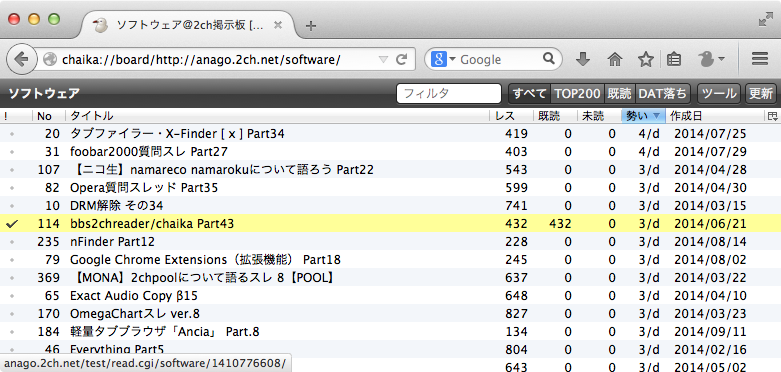 ソフトウェア@2ch掲示板 [...
chaika://board/http://anago.2ch.net/software/
Google
ソフトウェア フィルタ すべて TOP200 既読 DAT落ち ツール 更新
! No タイトル レス 既読 未読 勢い 作成日
20 タブファイラー・X-Finder [ x ] Part34 419 0 0 4/d 2014/07/25
31 foobar2000質問スレ Part27 403 0 0 4/d 2014/07/29
107 【ニコ生】namareco namarokuについて語ろう Part22 543 0 0 3/d 2014/04/28
82 Opera質問スレッド Part35 599 0 0 3/d 2014/04/30
10 DRM解除 その34 741 0 0 3/d 2014/03/15
114 bbs2chreader/chaika Part43 432 432 0 3/d 2014/06/21
235 nFinder Part12 228 0 0 3/d 2014/08/14
79 Google Chrome Extensions（拡張機能） Part18 245 0 0 3/d 2014/08/02
369 【MONA】2chpoolについて語るスレ 8【POOL】 637 0 0 3/d 2014/03/22
65 Exact Audio Copy β15 648 0 0 3/d 2014/04/10
170 OmegaChartスレ ver.8 827 0 0 3/d 2014/03/23
184 軽量タブブラウザ「Ancia」 Part.8 134 0 0 3/d 2014/09/11
46 Everything Part5 804 0 0 3/d 2014/02/16
643 0 0 3/d 2014/05/02
anago.2ch.net/test/read.cgi/software/1410776608/